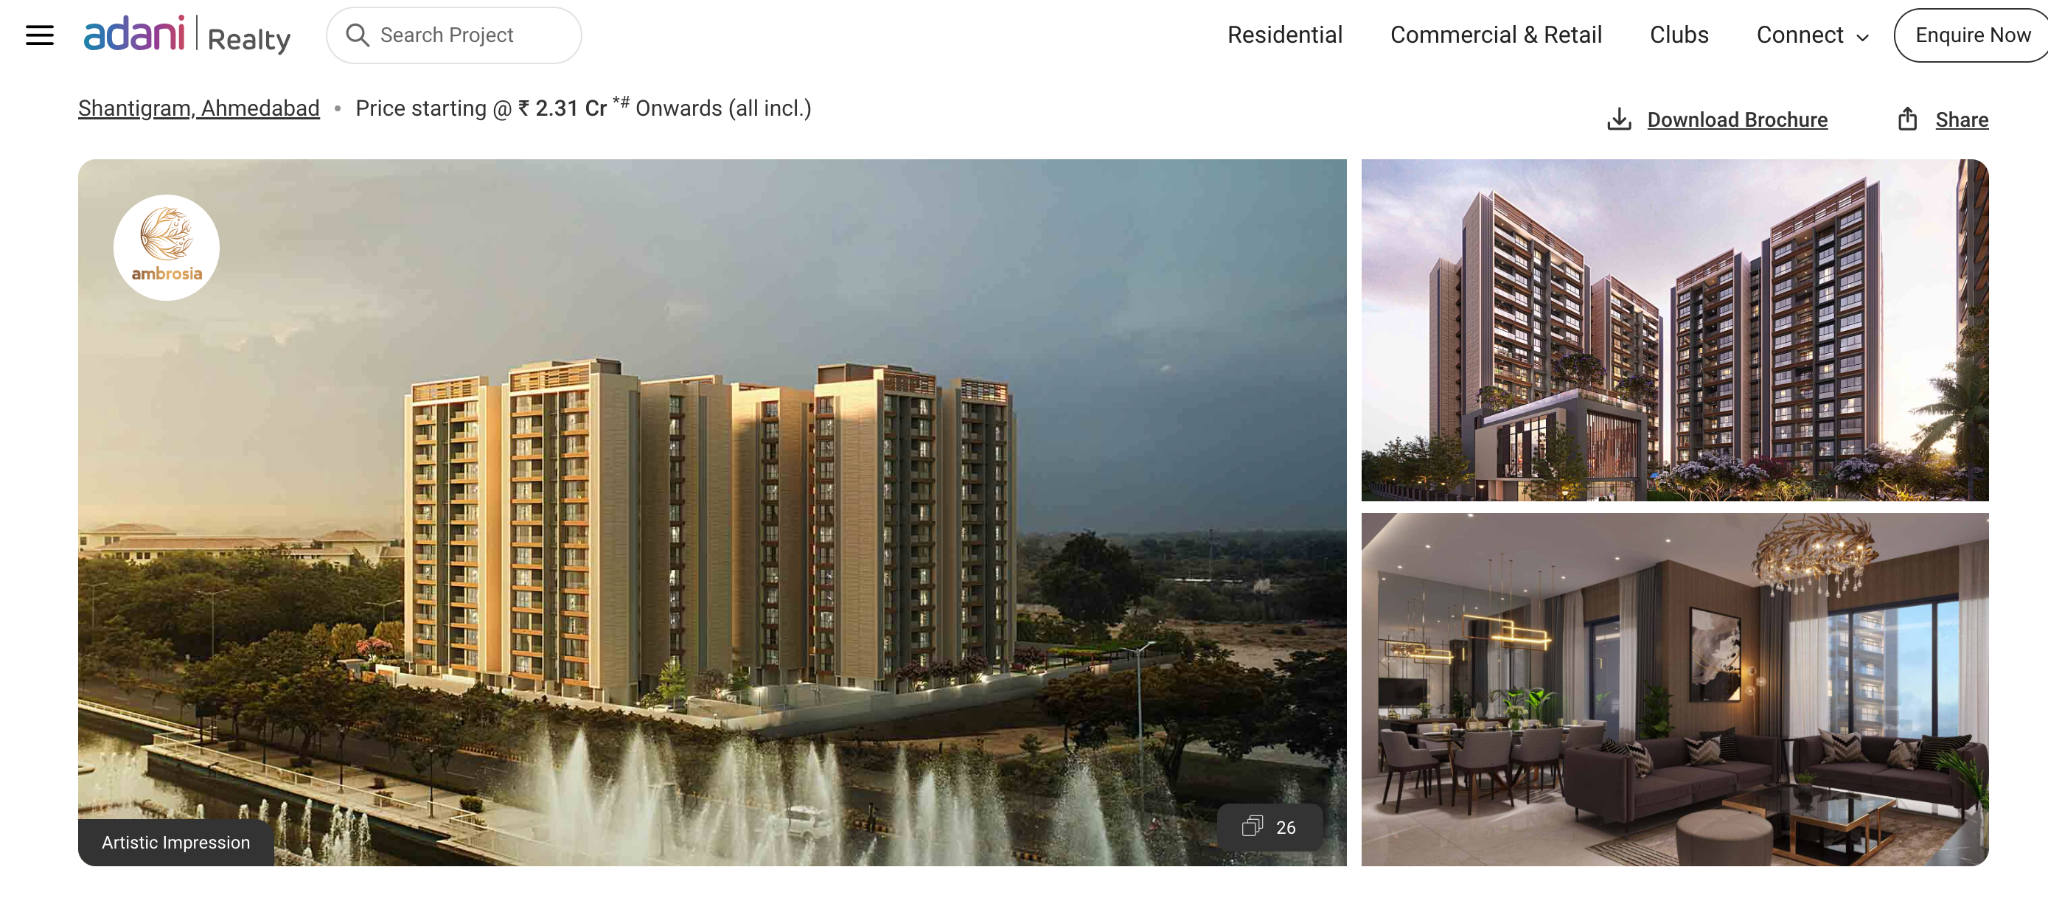 adani | Realty
Search Project
Residential
Commercial & Retail
Clubs
Connect
Enquire Now
Shantigram, Ahmedabad • Price starting @ ₹ 2.31 Cr *# Onwards (all incl.)
Download Brochure
Share
ambrosia
Artistic Impression
26